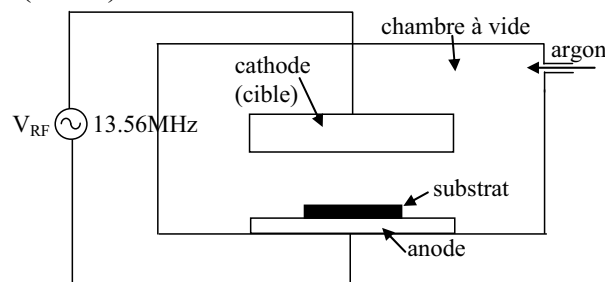 chambre à vide
argon
cathode
(cible)
V_RF 13.56MHz
substrat
anode